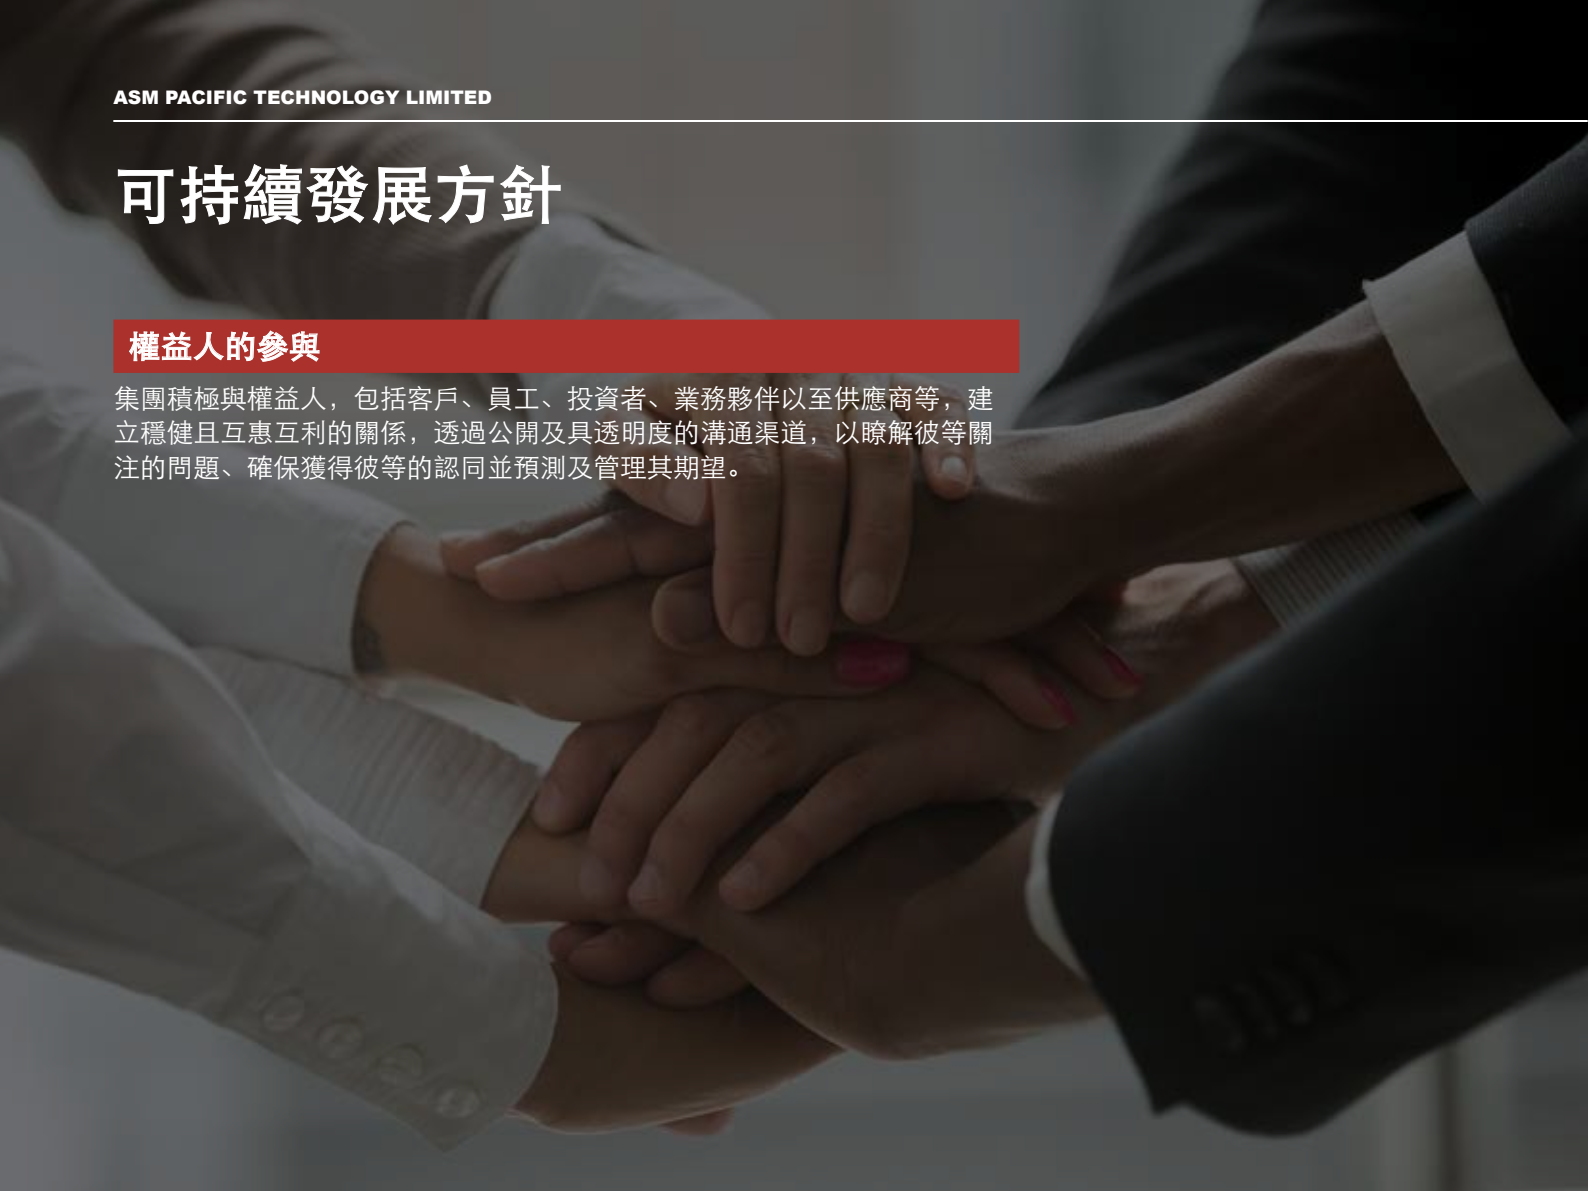 ASM PACIFIC TECHNOLOGY LIMITED
可持續發展方針
權益人的參與
集團積極與權益人，包括客戶、員工、投資者、業務夥伴以至供應商等，建
立穩健且互惠互利的關係，透過公開及具透明度的溝通渠道，以瞭解彼等關
注的問題、確保獲得彼等的認同並預測及管理其期望。